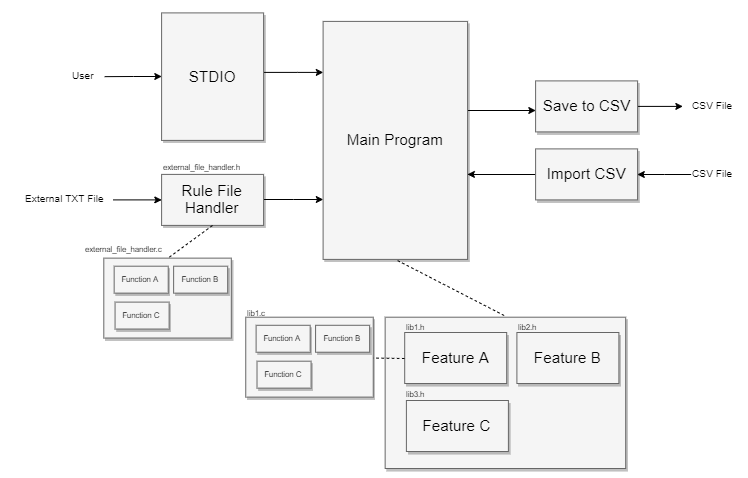 User
STDIO
Main Program
Save to CSV
CSV File
Import CSV
CSV File
external_file_handler.h
Rule File
Handler
External TXT File
external_file_handler.c
Function A
Function B
Function C
lib1.c
Function A
Function B
Function C
lib1.h
Feature A
lib2.h
Feature B
lib3.h
Feature C